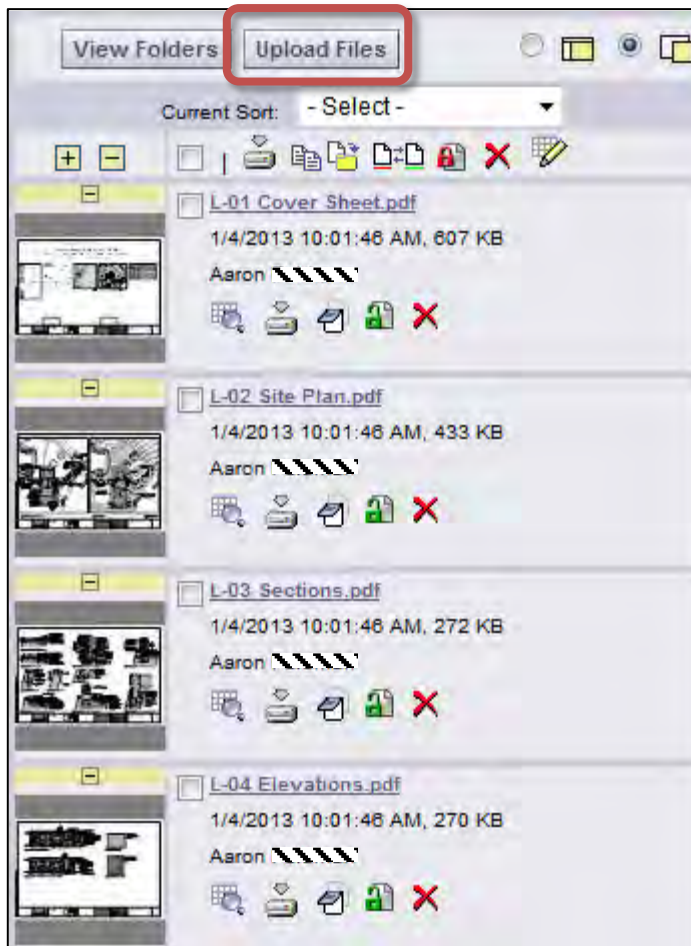 View Folders Upload Files
Current Sort: - Select -
L-01 Cover Sheet.pdf
1/4/2013 10:01:46 AM, 607 KB
Aaron
L-02 Site Plan.pdf
1/4/2013 10:01:46 AM, 433 KB
Aaron
L-03 Sections.pdf
1/4/2013 10:01:46 AM, 272 KB
Aaron
L-04 Elevations.pdf
1/4/2013 10:01:46 AM, 270 KB
Aaron